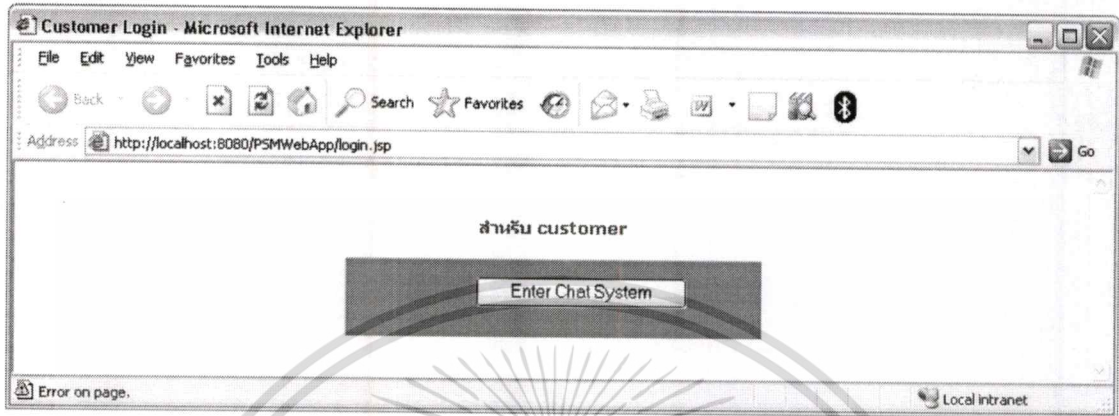 Customer Login - Microsoft Internet Explorer
File Edit View Favorites Tools Help
Back Search Favorites
Address http://localhost:8080/PSMWebApp/login.jsp Go
สำหรับ customer
Enter Chat System
Error on page. Local intranet